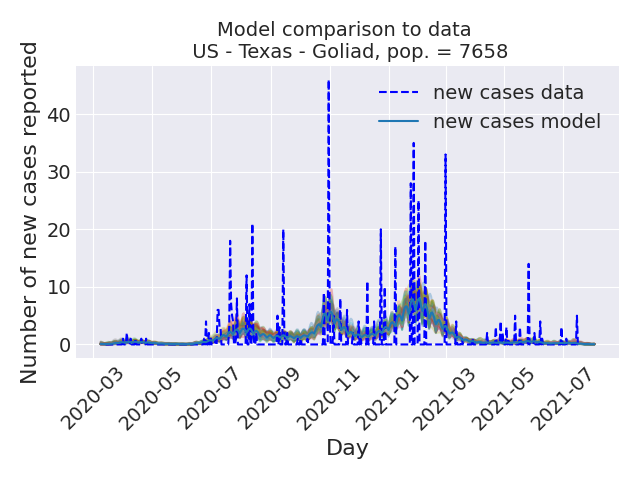 Model comparison to data
US - Texas - Goliad, pop. = 7658
Number of new cases reported
new cases data
new cases model
40
30
20
10
0
2020-03
2020-05
2020-07
2020-09
2020-11
2021-01
2021-03
2021-05
2021-07
Day